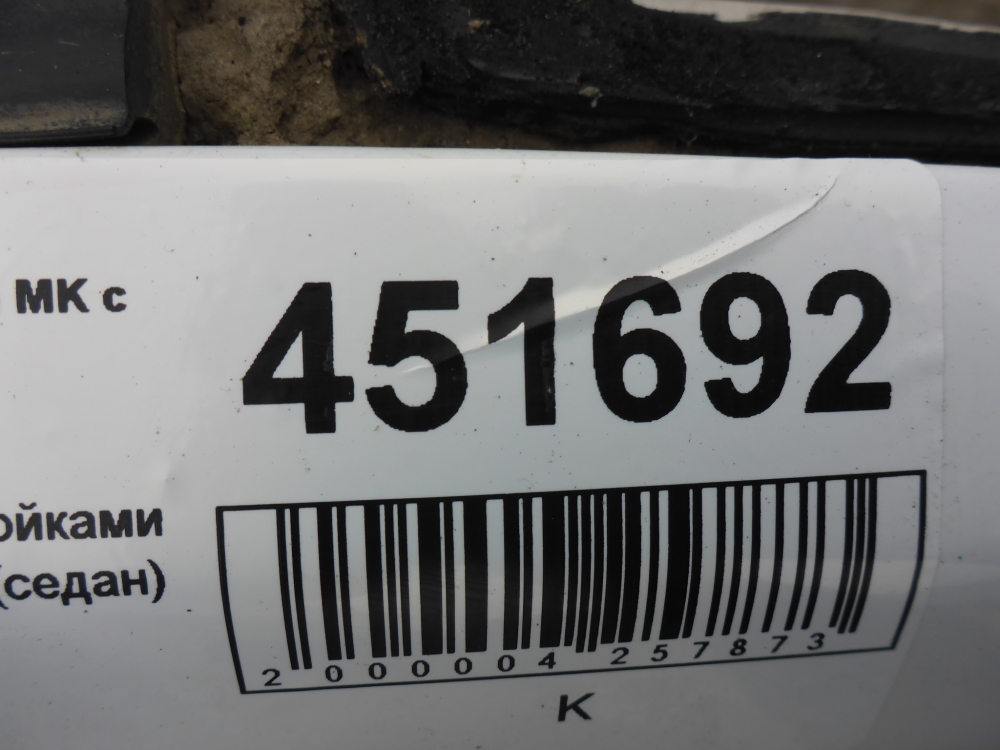 МК с
451692
ойками
(седан)
2 000004 257873
К